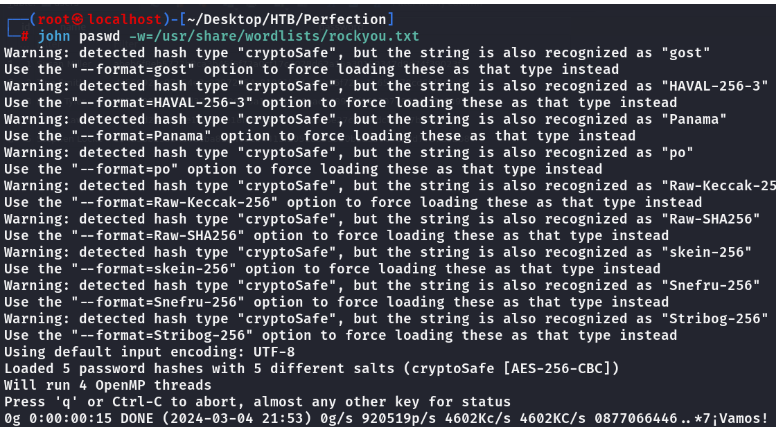 ┌──(root㉿localhost)-[~/Desktop/HTB/Perfection]
└─# john paswd -w=/usr/share/wordlists/rockyou.txt
Warning: detected hash type "cryptoSafe", but the string is also recognized as "gost"
Use the "--format=gost" option to force loading these as that type instead
Warning: detected hash type "cryptoSafe", but the string is also recognized as "HAVAL-256-3"
Use the "--format=HAVAL-256-3" option to force loading these as that type instead
Warning: detected hash type "cryptoSafe", but the string is also recognized as "Panama"
Use the "--format=Panama" option to force loading these as that type instead
Warning: detected hash type "cryptoSafe", but the string is also recognized as "po"
Use the "--format=po" option to force loading these as that type instead
Warning: detected hash type "cryptoSafe", but the string is also recognized as "Raw-Keccak-25
Use the "--format=Raw-Keccak-256" option to force loading these as that type instead
Warning: detected hash type "cryptoSafe", but the string is also recognized as "Raw-SHA256"
Use the "--format=Raw-SHA256" option to force loading these as that type instead
Warning: detected hash type "cryptoSafe", but the string is also recognized as "skein-256"
Use the "--format=skein-256" option to force loading these as that type instead
Warning: detected hash type "cryptoSafe", but the string is also recognized as "Snefru-256"
Use the "--format=Snefru-256" option to force loading these as that type instead
Warning: detected hash type "cryptoSafe", but the string is also recognized as "Stribog-256"
Use the "--format=Stribog-256" option to force loading these as that type instead
Using default input encoding: UTF-8
Loaded 5 password hashes with 5 different salts (cryptoSafe [AES-256-CBC])
Will run 4 OpenMP threads
Press 'q' or Ctrl-C to abort, almost any other key for status
0g 0:00:00:15 DONE (2024-03-04 21:53) 0g/s 920519p/s 4602Kc/s 4602KC/s 0877066446..*7¡Vamos!